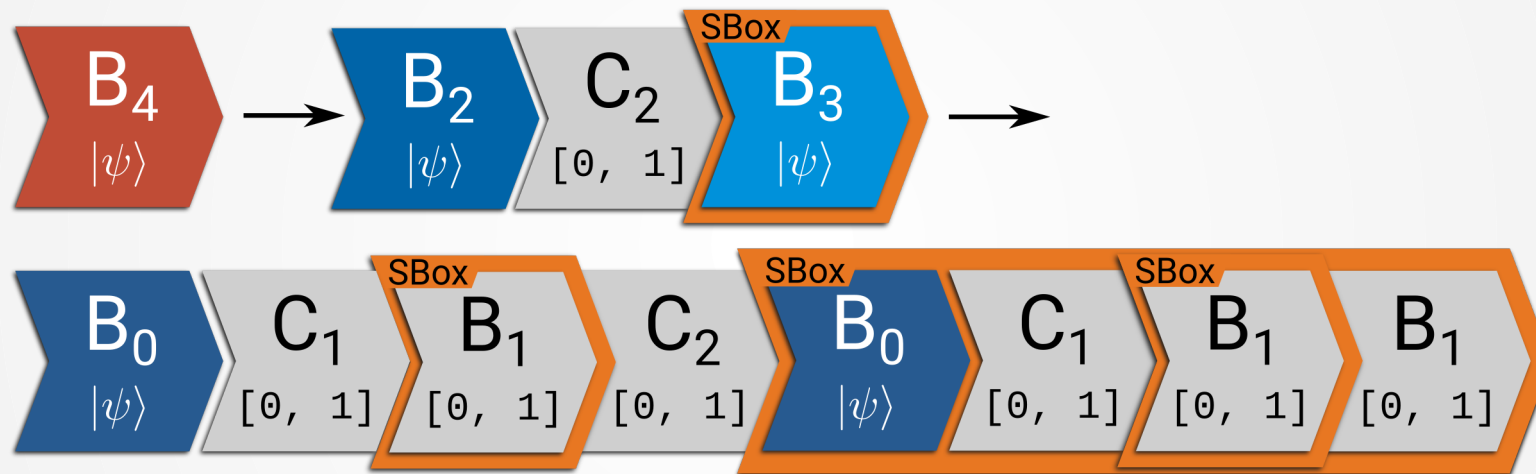 B₄
|ψ⟩
B₂
|ψ⟩
C₂
[0, 1]
SBox
B₃
|ψ⟩
B₀
|ψ⟩
C₁
[0, 1]
SBox
B₁
[0, 1]
C₂
[0, 1]
SBox
B₀
|ψ⟩
C₁
[0, 1]
SBox
B₁
[0, 1]
B₁
[0, 1]